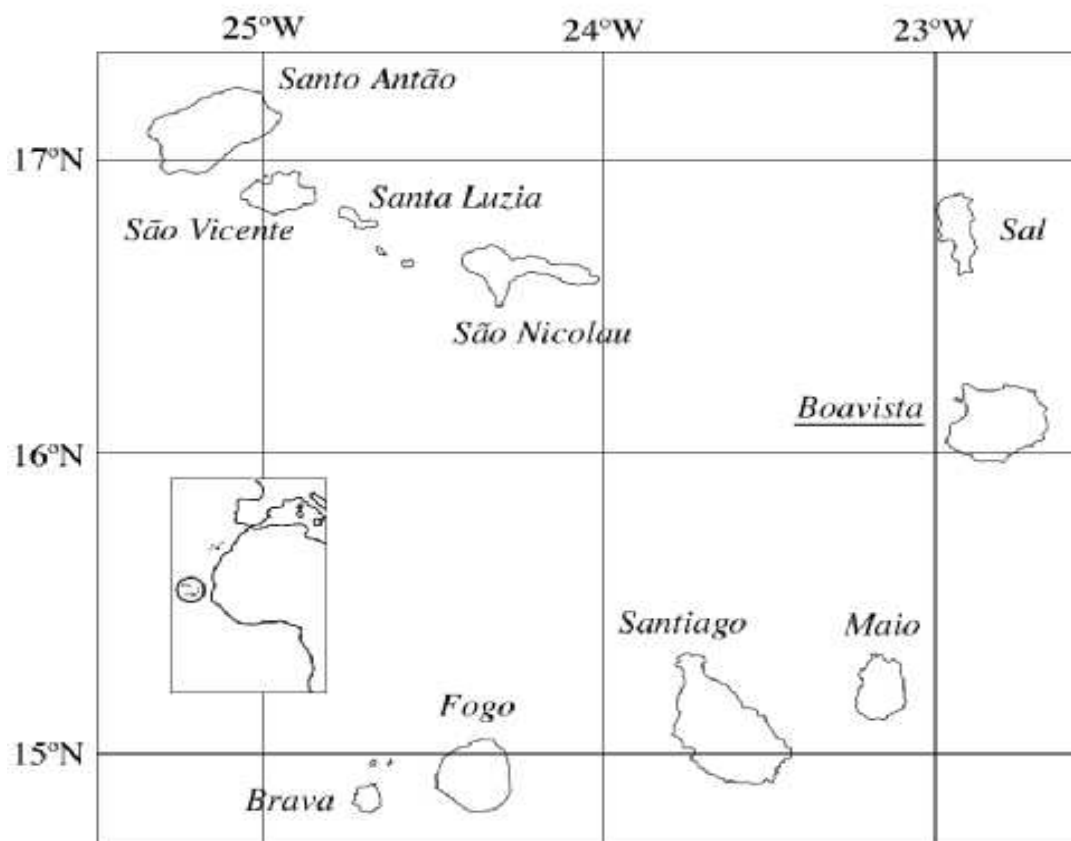 25°W 24°W 23°W
Santo Antão
17°N
Santa Luzia
São Vicente
Sal
São Nicolau
Boavista
16°N
Santiago
Maio
Fogo
15°N
Brava